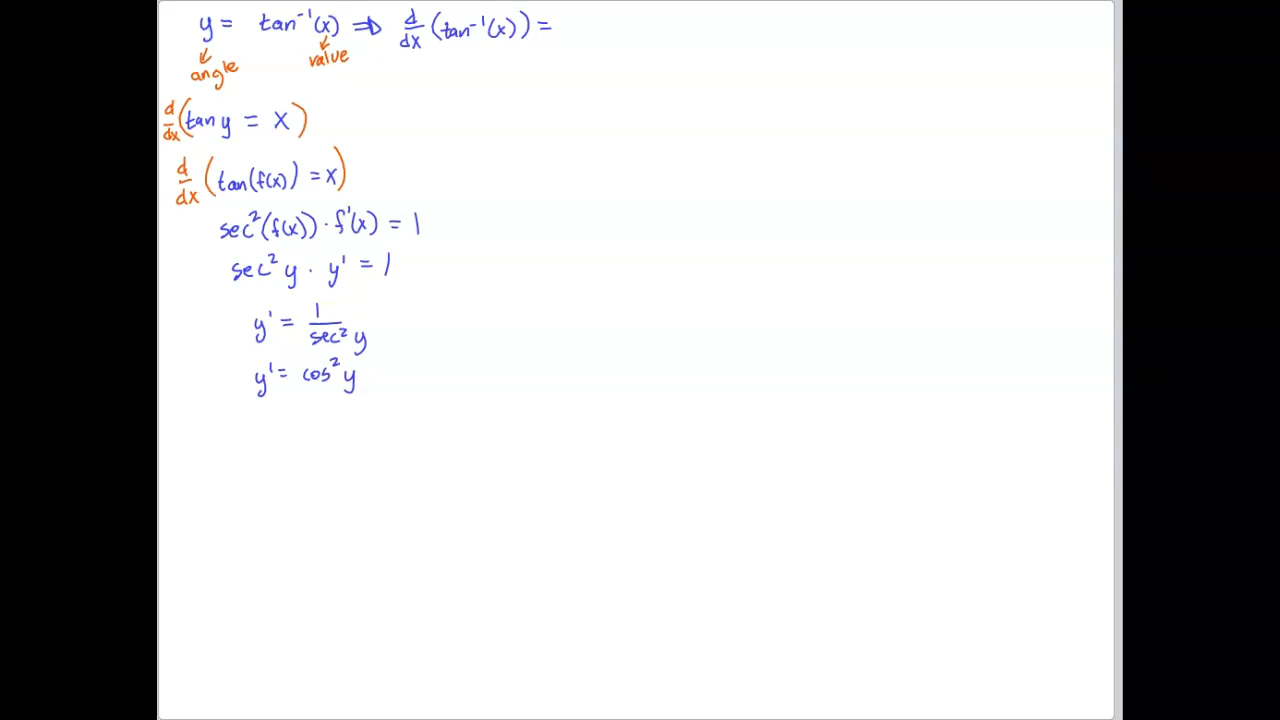 y = tan⁻¹(x) ⇒ d/dx (tan⁻¹(x)) =
angle value
d/dx (tan y = x)
d/dx (tan(f(x)) = x)
sec²(f(x)) · f'(x) = 1
sec² y · y' = 1
y' = 1/sec² y
y' = cos² y